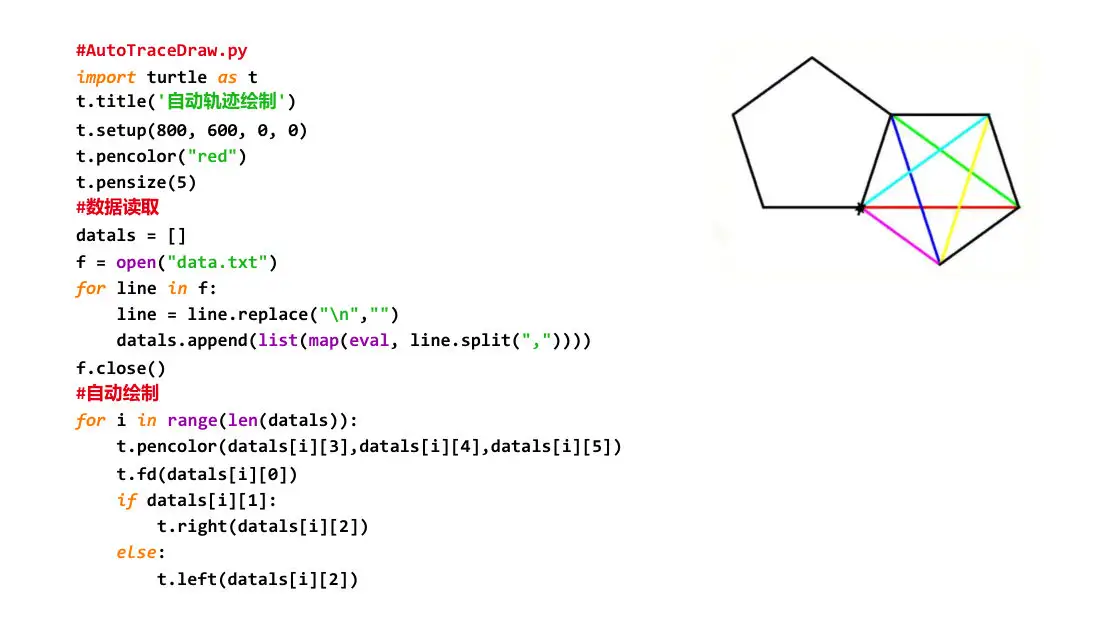 #AutoTraceDraw.py
import turtle as t
t.title('自动轨迹绘制')
t.setup(800, 600, 0, 0)
t.pencolor("red")
t.pensize(5)
#数据读取
datals = []
f = open("data.txt")
for line in f:
    line = line.replace("\n","")
    datals.append(list(map(eval, line.split(","))))
f.close()
#自动绘制
for i in range(len(datals)):
    t.pencolor(datals[i][3],datals[i][4],datals[i][5])
    t.fd(datals[i][0])
    if datals[i][1]:
        t.right(datals[i][2])
    else:
        t.left(datals[i][2])